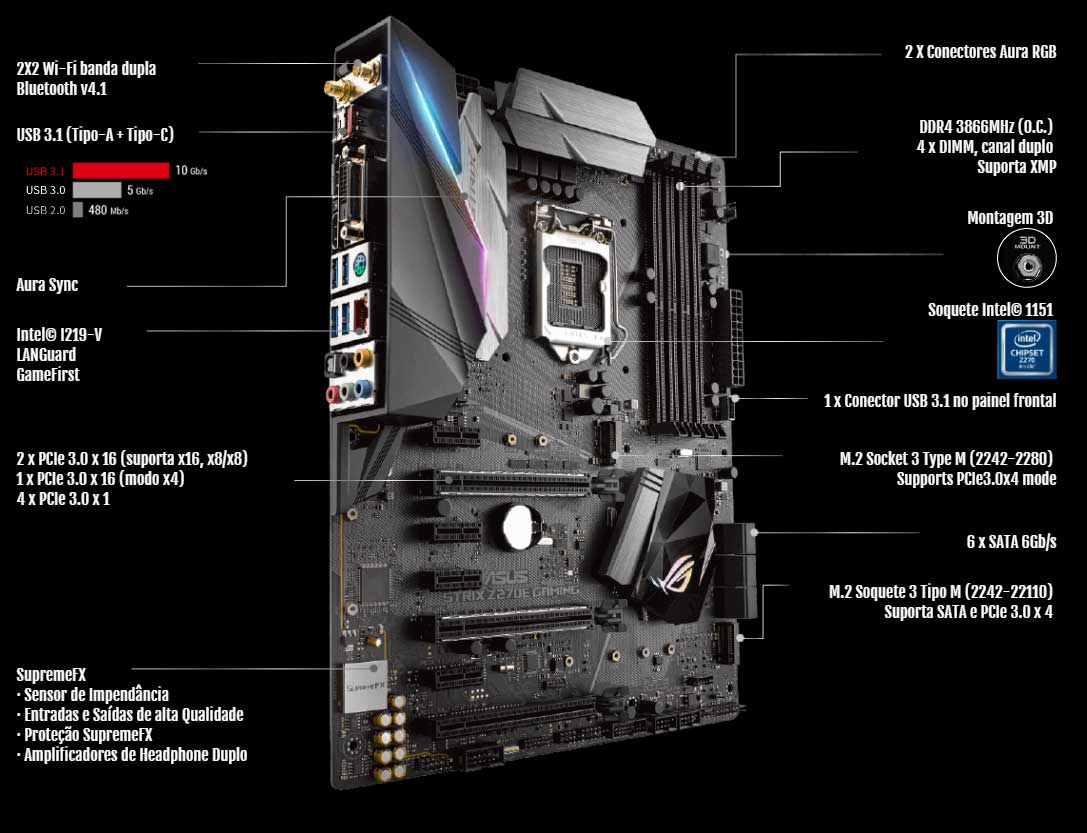 2X2 Wi-Fi banda dupla
Bluetooth v4.1
USB 3.1 (Tipo-A + Tipo-C)
USB 3.1 10 Gb/s
USB 3.0 5 Gb/s
USB 2.0 480 Mb/s
Aura Sync
Intel© I219-V
LANGuard
GameFirst
2 x PCIe 3.0 x 16 (suporta x16, x8/x8)
1 x PCIe 3.0 x 16 (modo x4)
4 x PCIe 3.0 x 1
SupremeFX
· Sensor de Impendância
· Entradas e Saídas de alta Qualidade
· Proteção SupremeFX
· Amplificadores de Headphone Duplo
2 X Conectores Aura RGB
DDR4 3866MHz (O.C.)
4 x DIMM, canal duplo
Suporta XMP
Montagem 3D
3D
MOUNT
Soquete Intel© 1151
intel
CHIPSET
Z270
inside
1 x Conector USB 3.1 no painel frontal
M.2 Socket 3 Type M (2242-2280)
Supports PCIe3.0x4 mode
6 x SATA 6Gb/s
M.2 Soquete 3 Tipo M (2242-22110)
Suporta SATA e PCIe 3.0 x 4
ASUS
STRIX Z270E GAMING
SupremeFX